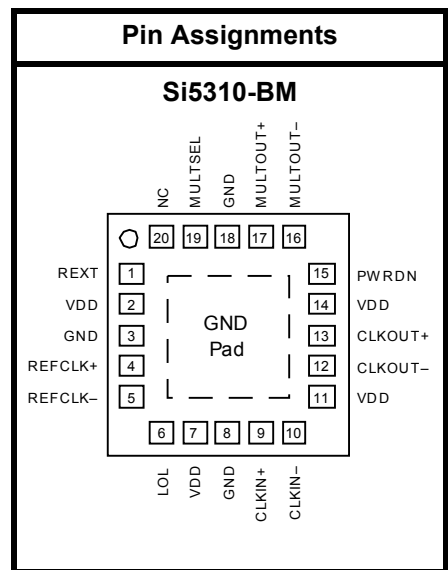 Pin Assignments
Si5310-BM
NC
MULTSEL
GND
MULTOUT+
MULTOUT–
20 19 18 17 16
REXT 1
VDD 2
GND 3
REFCLK+ 4
REFCLK– 5
GND
Pad
15 PWRDN
14 VDD
13 CLKOUT+
12 CLKOUT–
11 VDD
6 7 8 9 10
LOL
VDD
GND
CLKIN+
CLKIN–